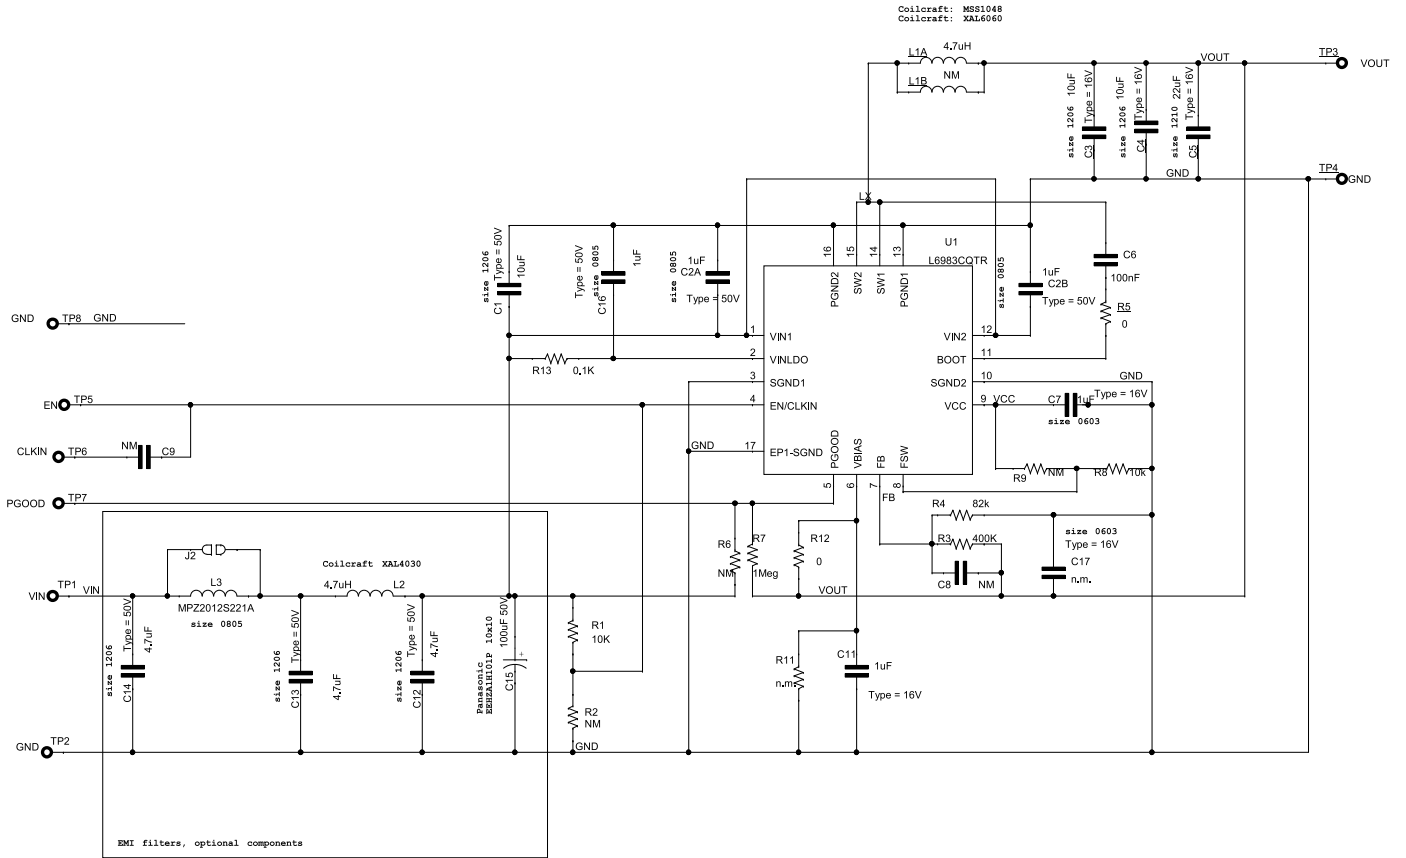 Coilcraft: MSS1048
Coilcraft: XAL6060
L1A
4.7uH
NM
L1B
VOUT
TP3
VOUT
size 1206
10uF
Type = 16V
C3
size 1206
10uF
Type = 16V
C4
size 1210
22uF
Type = 16V
C5
GND
TP4
GND
LX
size 1206
Type = 50V
10uF
C1
Type = 50V
size 0805
1uF
C16
size 0805
1uF
C2A
Type = 50V
16
15
14
13
PGND2
SW2
SW1
PGND1
U1
L6983CQTR
size 0805
1uF
C2B
Type = 50V
C6
100nF
R5
0
GND
TP8
GND
1
VIN1
12
VIN2
2
VINLDO
11
BOOT
R13
0.1K
3
SGND1
10
SGND2
GND
4
EN/CLKIN
9
VCC
VCC
C7
1uF
Type = 16V
size 0603
EN
TP5
CLKIN
TP6
NM
C9
GND
17
EP1-SGND
PGOOD
VBIAS
FB
FSW
5
6
7
8
FB
R9
NM
R8
10k
PGOOD
TP7
R4
82k
R3
400K
C8
NM
size 0603
Type = 16V
C17
n.m.
R6
NM
R7
1Meg
R12
0
VOUT
J2
Coilcraft XAL4030
VIN
TP1
VIN
L3
MPZ2012S221A
size 0805
4.7uH
L2
size 1206
Type = 50V
4.7uF
C14
size 1206
Type = 50V
4.7uF
C13
size 1206
Type = 50V
4.7uF
C12
Panasonic
EEHZA1H101P 10x10
100uF 50V
+
C15
R1
10K
R2
NM
R11
n.m.
C11
1uF
Type = 16V
GND
TP2
GND
EMI filters, optional components